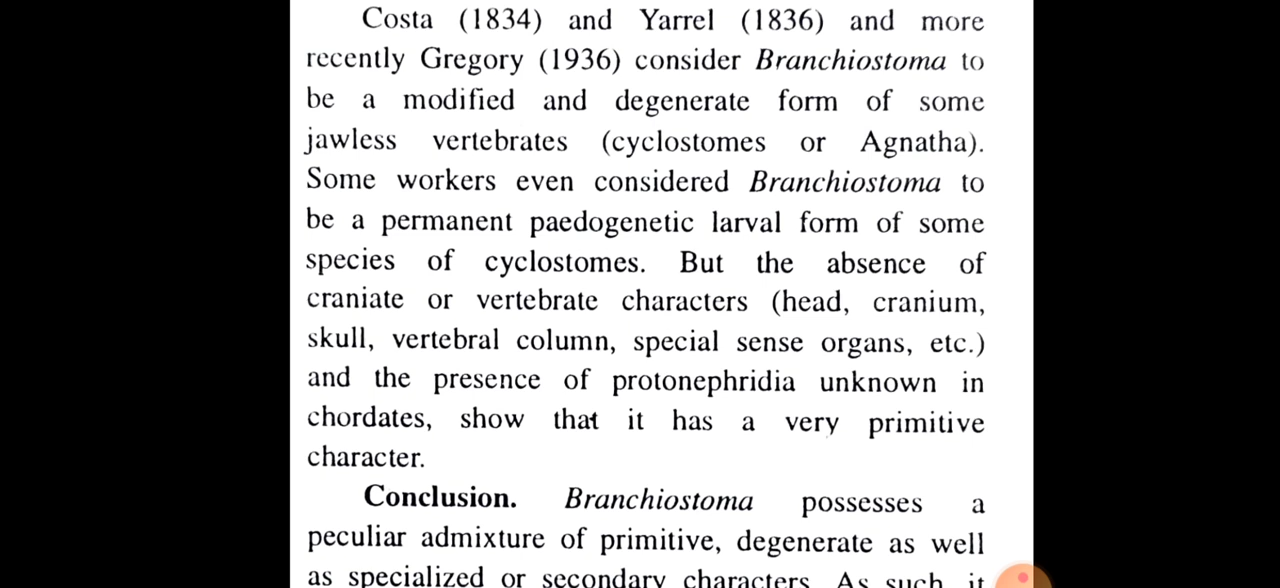 Costa (1834) and Yarrel (1836) and more
recently Gregory (1936) consider Branchiostoma to
be a modified and degenerate form of some
jawless vertebrates (cyclostomes or Agnatha).
Some workers even considered Branchiostoma to
be a permanent paedogenetic larval form of some
species of cyclostomes. But the absence of
craniate or vertebrate characters (head, cranium,
skull, vertebral column, special sense organs, etc.)
and the presence of protonephridia unknown in
chordates, show that it has a very primitive
character.
Conclusion. Branchiostoma possesses a
peculiar admixture of primitive, degenerate as well
as specialized or secondary characters. As such, it